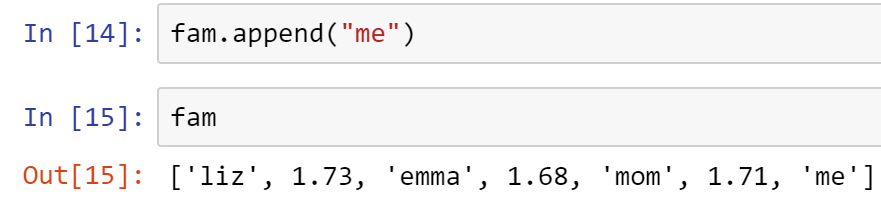 In [14]: fam.append("me")
In [15]: fam
Out[15]: ['liz', 1.73, 'emma', 1.68, 'mom', 1.71, 'me']